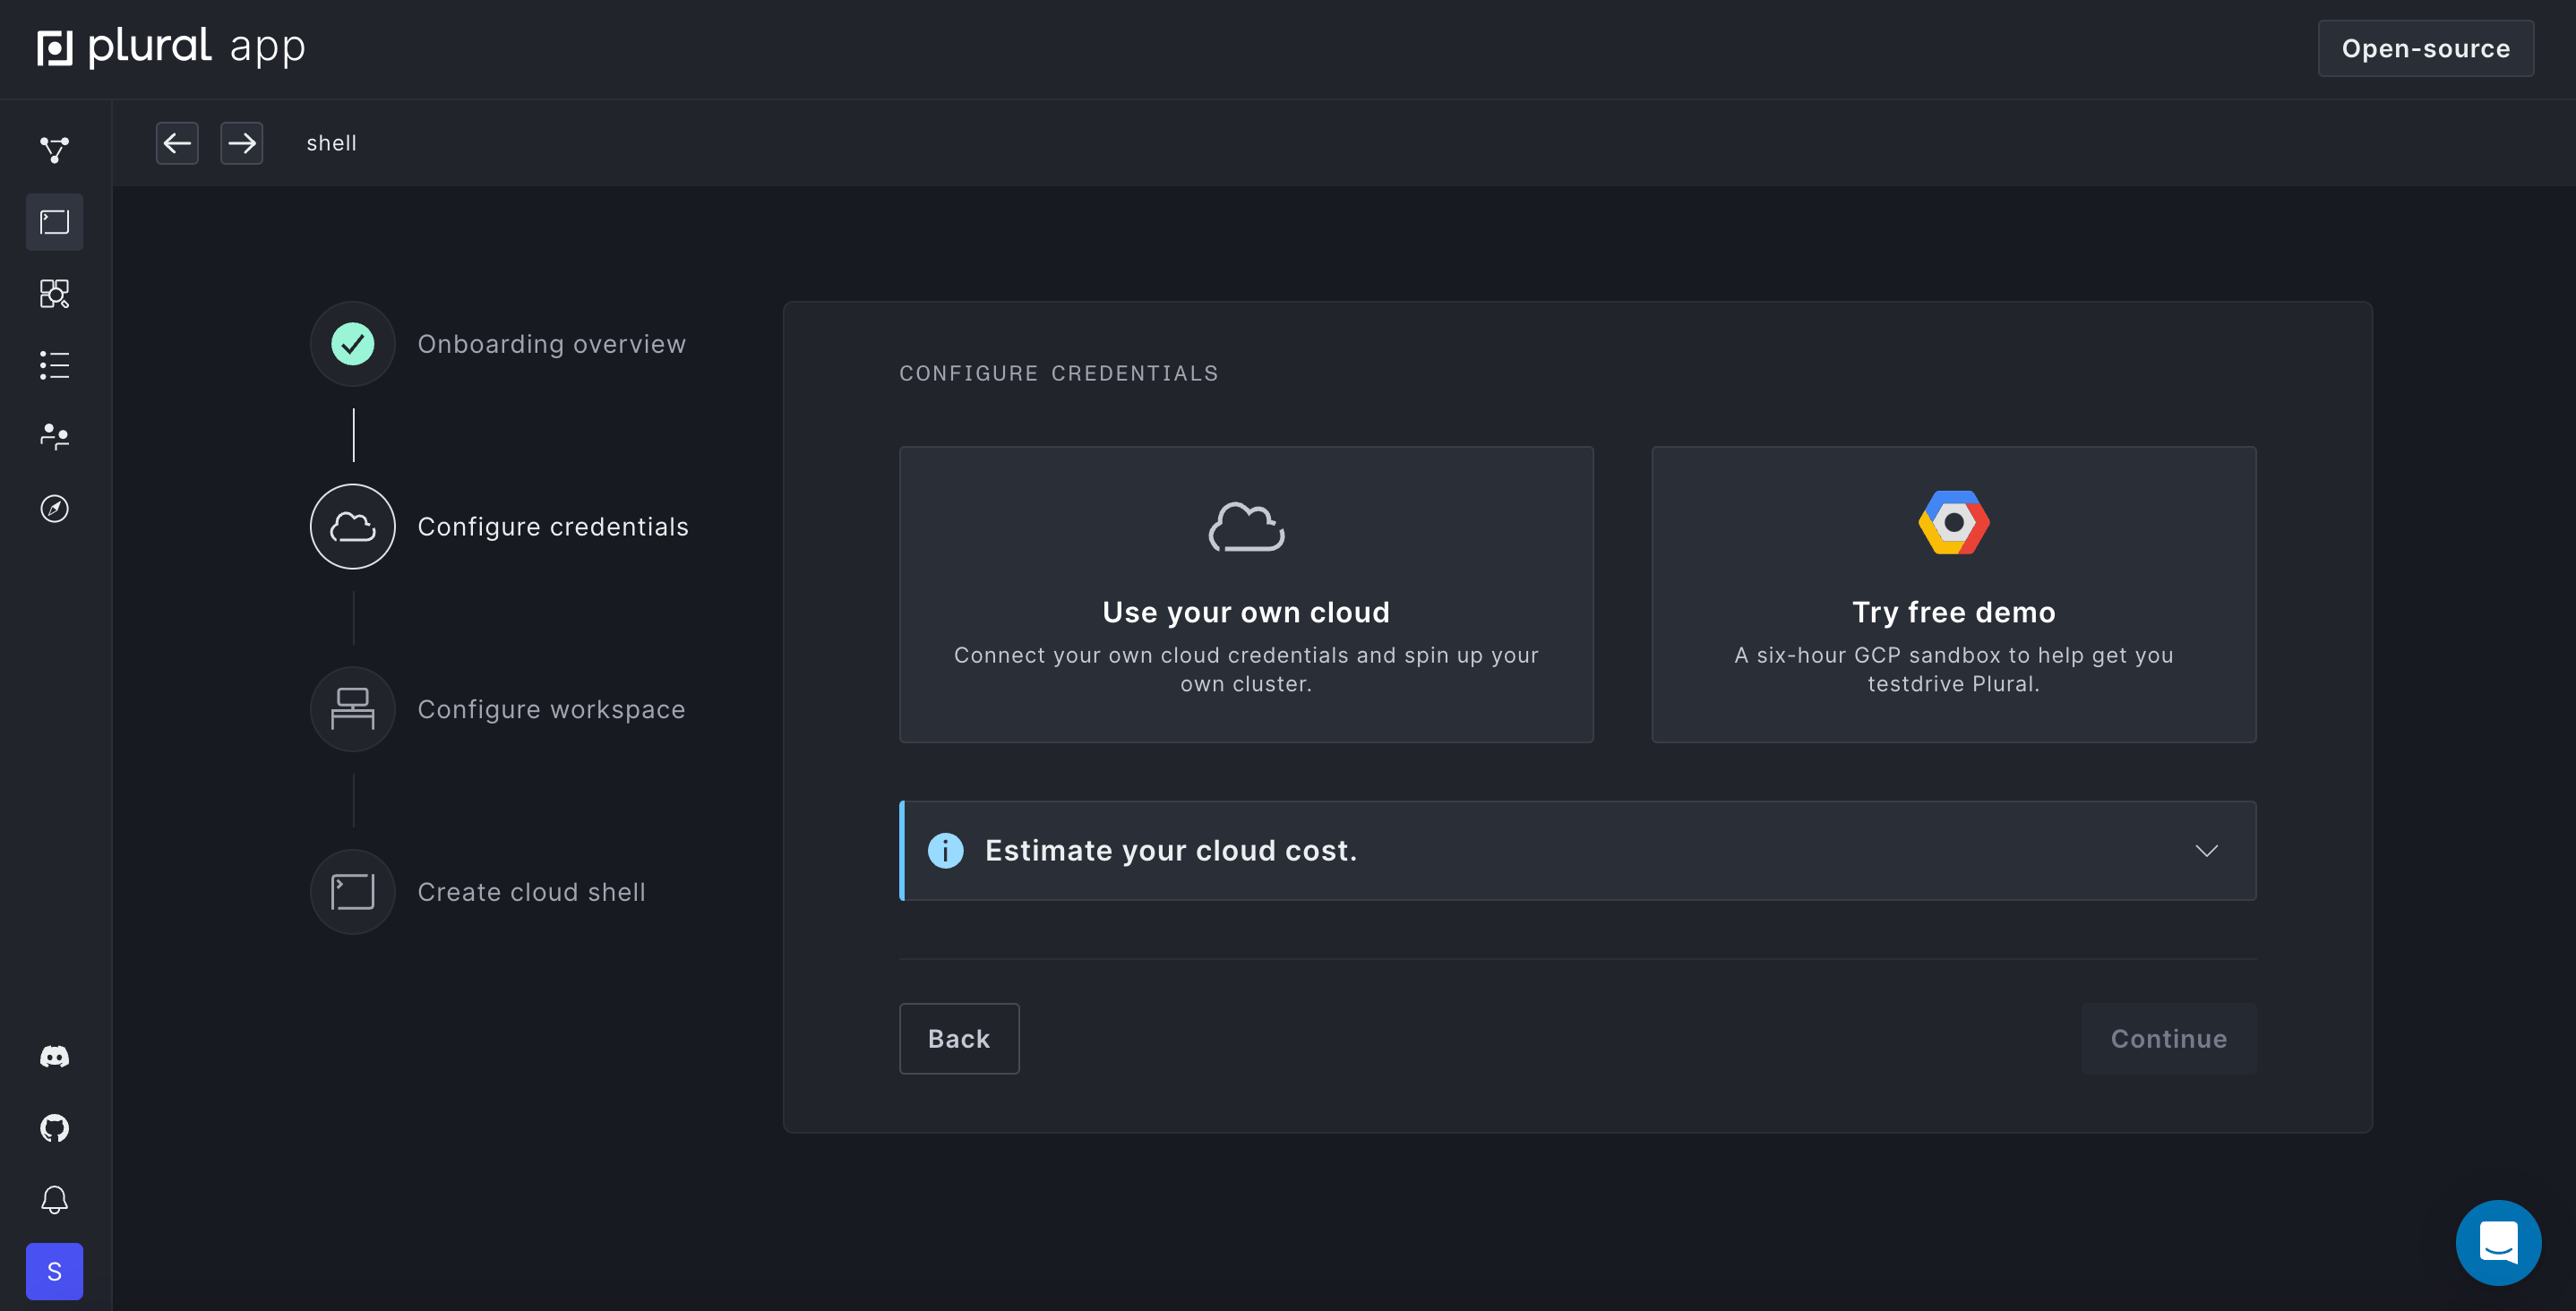 plural app
Open-source
shell
Onboarding overview
Configure credentials
Configure workspace
Create cloud shell
CONFIGURE CREDENTIALS
Use your own cloud
Connect your own cloud credentials and spin up your
own cluster.
Try free demo
A six-hour GCP sandbox to help get you
testdrive Plural.
Estimate your cloud cost.
Back
Continue
S